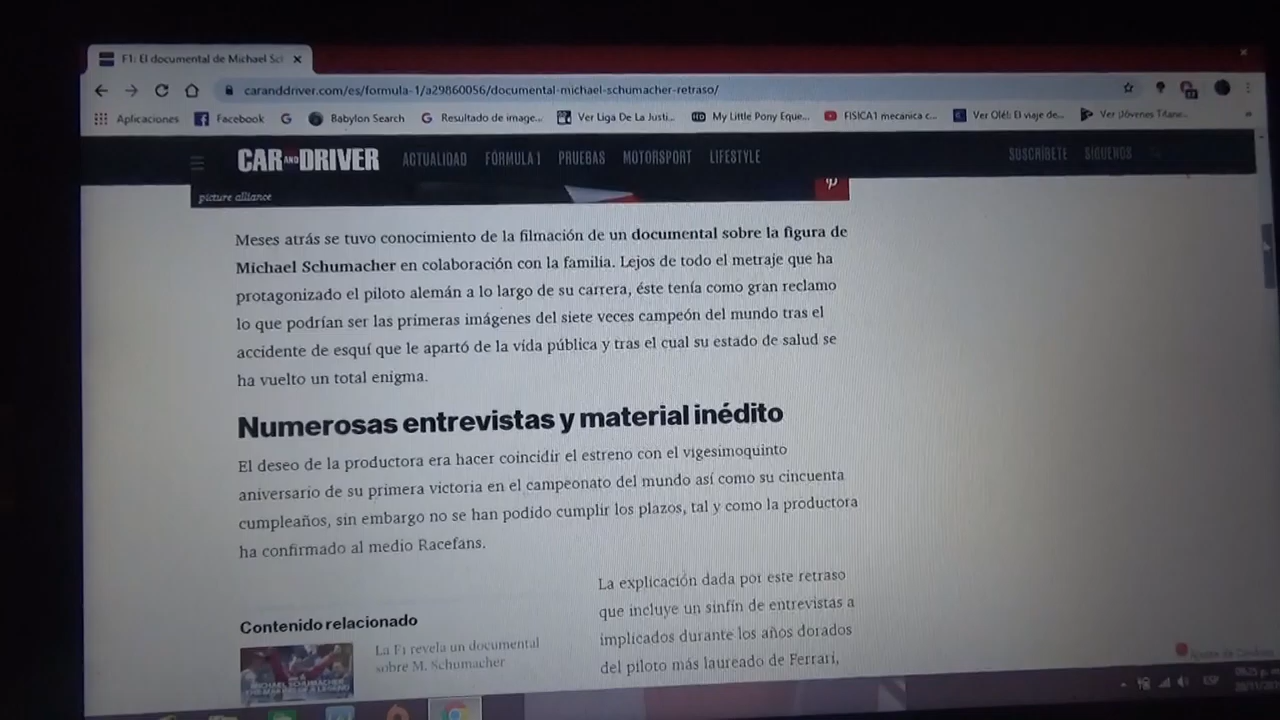 F1: El documental de Michael Sch
caranddriver.com/es/formula-1/a29860056/documental-michael-schumacher-retraso/
Aplicaciones Facebook Babylon Search Resultado de image... Ver Liga De La Justi... My Little Pony Eque... FISICA1 mecanica c... Ver Olé!: El viaje de... Ver ¡Jóvenes Titane...
CAR AND DRIVER ACTUALIDAD FÓRMULA 1 PRUEBAS MOTORSPORT LIFESTYLE SUSCRÍBETE SÍGUENOS
picture alliance
Meses atrás se tuvo conocimiento de la filmación de un documental sobre la figura de
Michael Schumacher en colaboración con la familia. Lejos de todo el metraje que ha
protagonizado el piloto alemán a lo largo de su carrera, éste tenía como gran reclamo
lo que podrían ser las primeras imágenes del siete veces campeón del mundo tras el
accidente de esquí que le apartó de la vida pública y tras el cual su estado de salud se
ha vuelto un total enigma.
Numerosas entrevistas y material inédito
El deseo de la productora era hacer coincidir el estreno con el vigesimoquinto
aniversario de su primera victoria en el campeonato del mundo así como su cincuenta
cumpleaños, sin embargo no se han podido cumplir los plazos, tal y como la productora
ha confirmado al medio Racefans.
La explicación dada por este retraso
que incluye un sinfín de entrevistas a
implicados durante los años dorados
del piloto más laureado de Ferrari,
Contenido relacionado
La F1 revela un documental
sobre M. Schumacher
MICHAEL SCHUMACHER
ESP